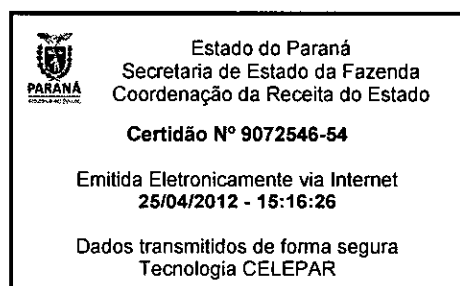 Estado do Paraná
Secretaria de Estado da Fazenda
PARANÁ
Coordenação da Receita do Estado
Certidão Nº 9072546-54
Emitida Eletronicamente via Internet
25/04/2012 - 15:16:26
Dados transmitidos de forma segura
Tecnologia CELEPAR